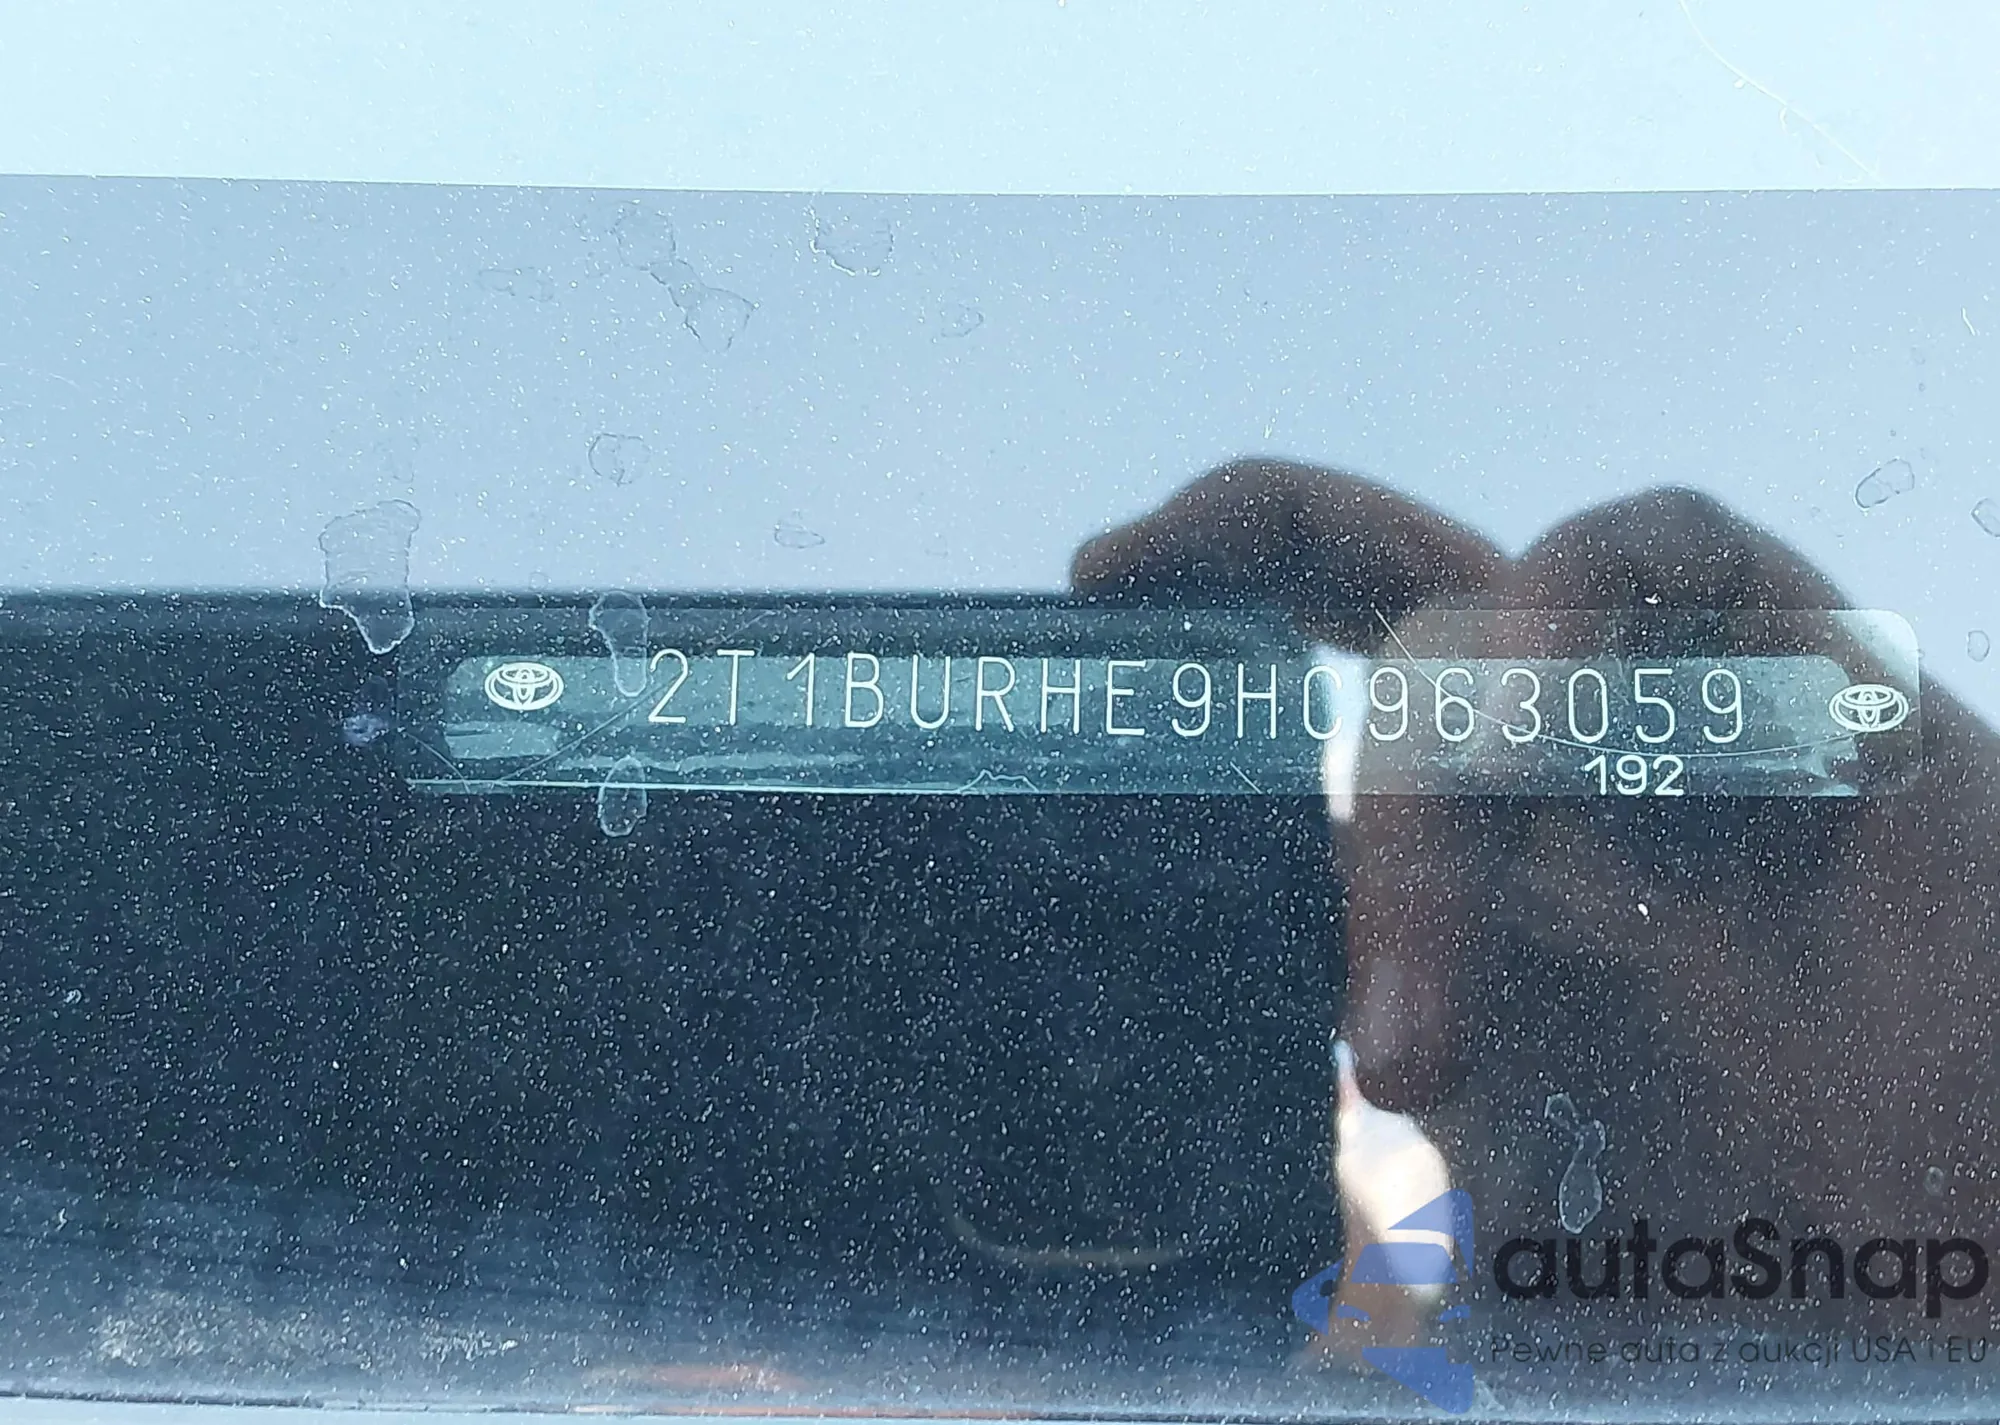 2T1BURHE9HC963059
192
autaSnap
Pewne auta z aukcji USA i EU